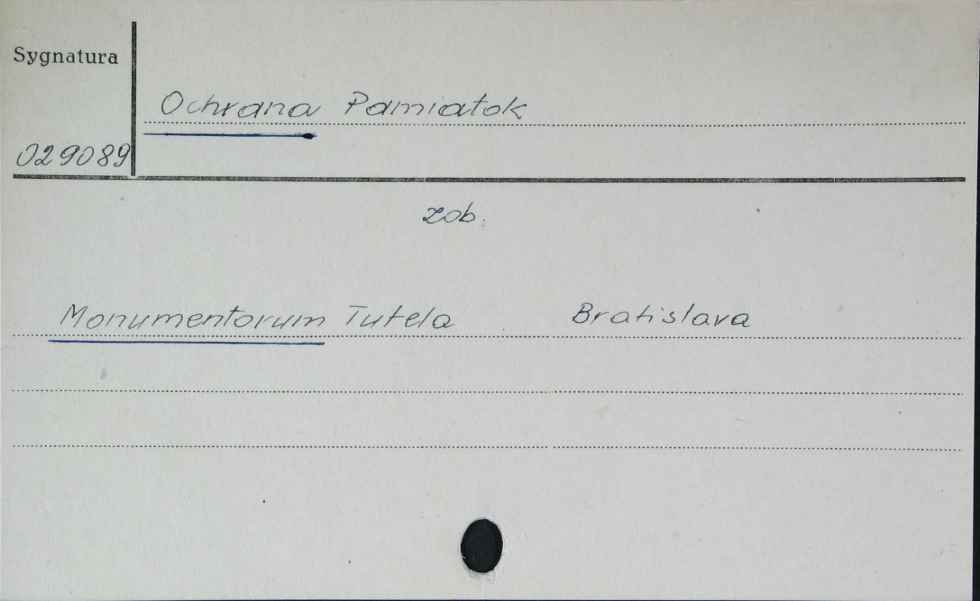 Sygnatura
Ochrana Pamiatok
029089
zob.
Monumentorum Tutela Bratislava